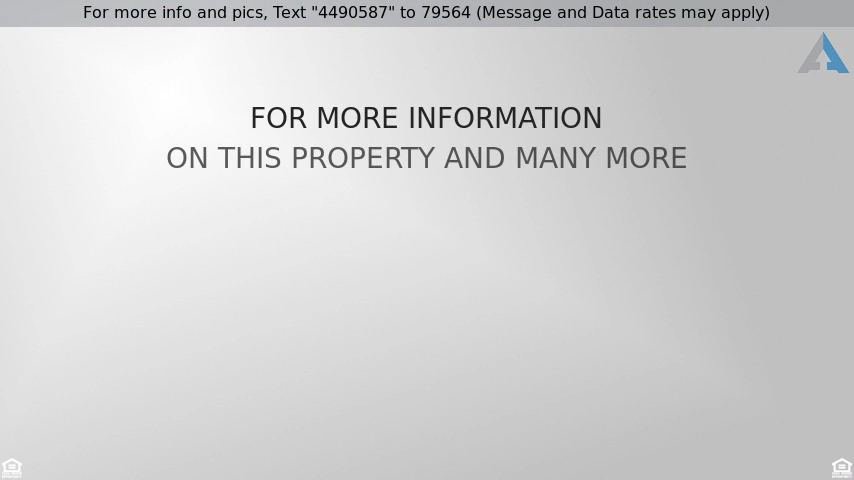 For more info and pics, Text "4490587" to 79564 (Message and Data rates may apply)
FOR MORE INFORMATION
ON THIS PROPERTY AND MANY MORE